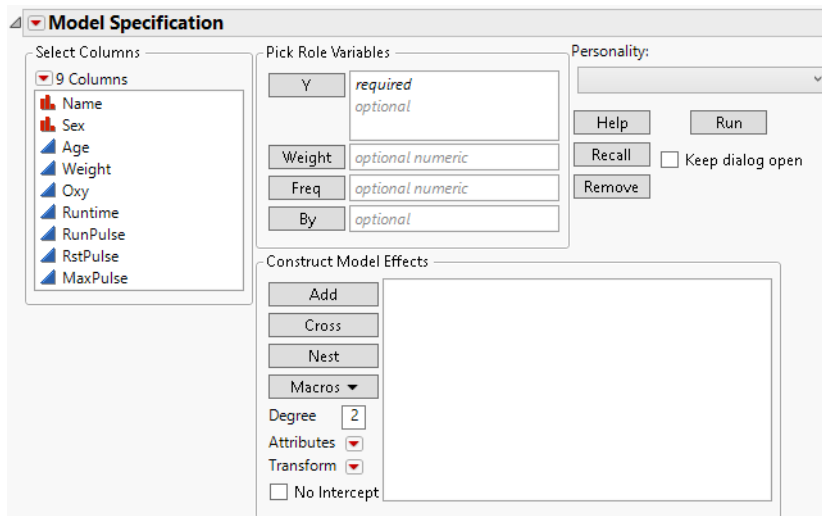 Model Specification
Select Columns
9 Columns
Name
Sex
Age
Weight
Oxy
Runtime
RunPulse
RstPulse
MaxPulse
Pick Role Variables
Y
required
optional
Weight
optional numeric
Freq
optional numeric
By
optional
Personality:
Help
Run
Recall
Keep dialog open
Remove
Construct Model Effects
Add
Cross
Nest
Macros
Degree 2
Attributes
Transform
No Intercept